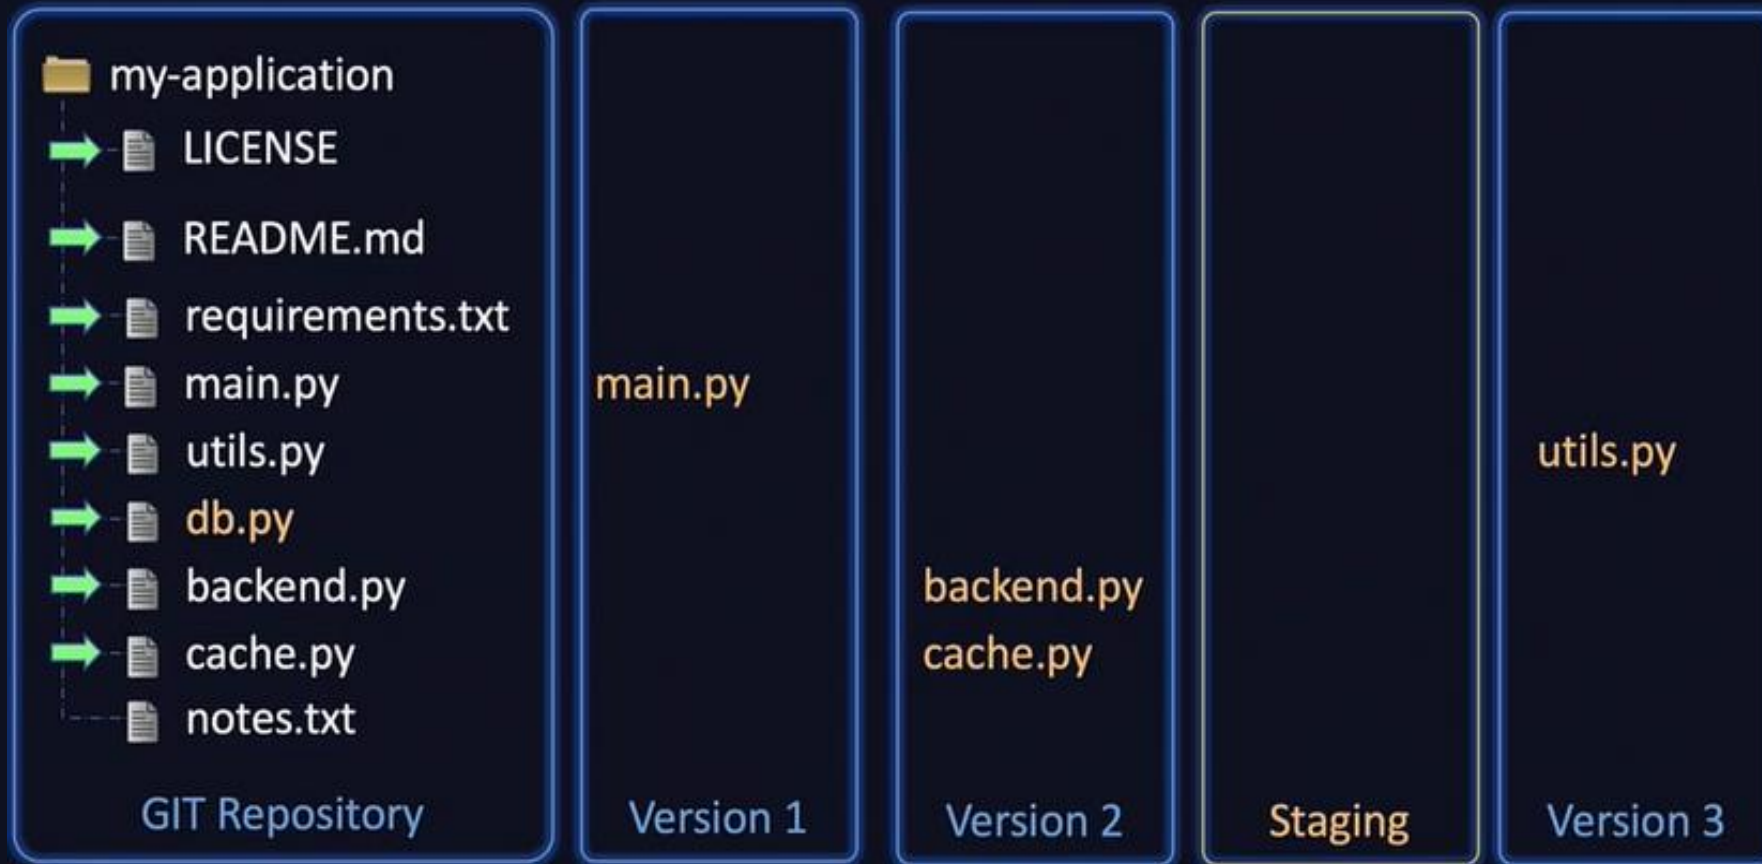 my-application
LICENSE
README.md
requirements.txt
main.py
utils.py
db.py
backend.py
cache.py
notes.txt
GIT Repository
main.py
Version 1
backend.py
cache.py
Version 2
Staging
utils.py
Version 3